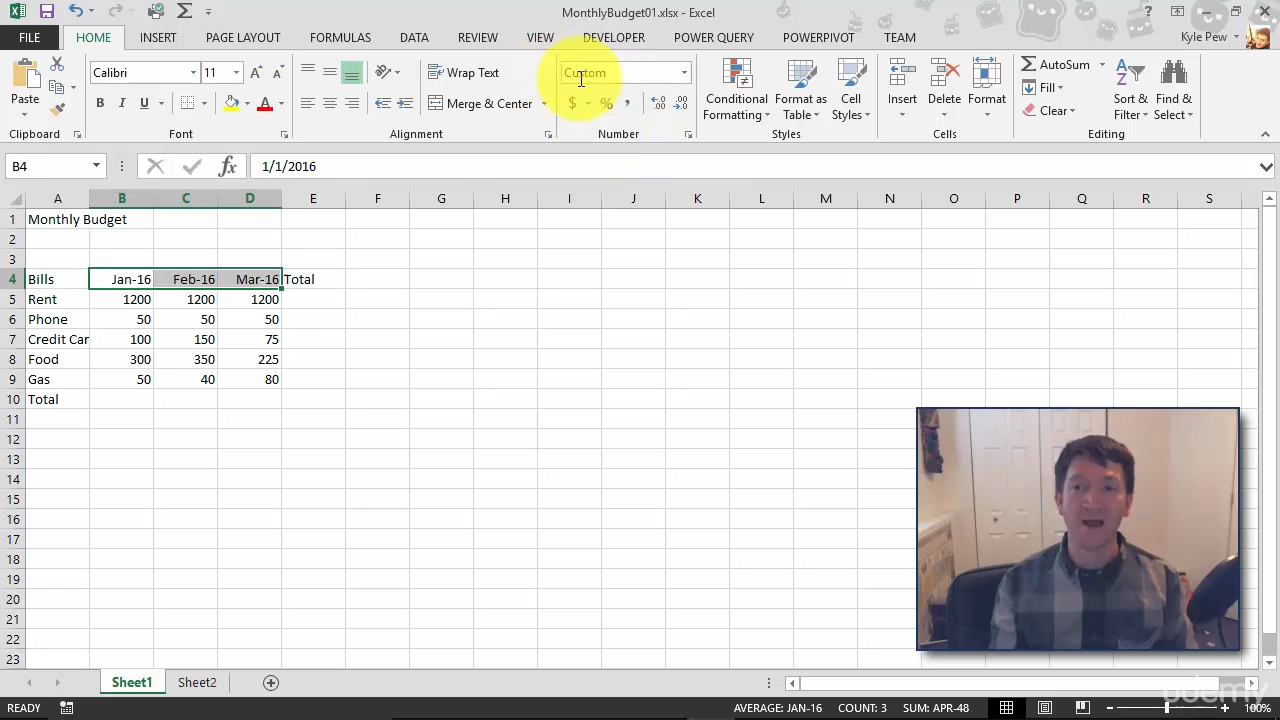 MonthlyBudget01.xlsx - Excel
FILE HOME INSERT PAGE LAYOUT FORMULAS DATA REVIEW VIEW DEVELOPER POWER QUERY POWERPIVOT TEAM Kyle Pew
Paste
Calibri 11
B I U
Wrap Text
Merge & Center
Custom
$ % ,
Conditional Formatting
Format as Table
Cell Styles
Insert
Delete
Format
AutoSum
Fill
Clear
Sort & Filter
Find & Select
Clipboard Font Alignment Number Styles Cells Editing
B4 fx 1/1/2016
A B C D E F G H I J K L M N O P Q R S
1 Monthly Budget
2
3
4 Bills Jan-16 Feb-16 Mar-16 Total
5 Rent 1200 1200 1200
6 Phone 50 50 50
7 Credit Car 100 150 75
8 Food 300 350 225
9 Gas 50 40 80
10 Total
11
12
13
14
15
16
17
18
19
20
21
22
23
Sheet1 Sheet2
udemy
READY AVERAGE: JAN-16 COUNT: 3 SUM: APR-48 100%